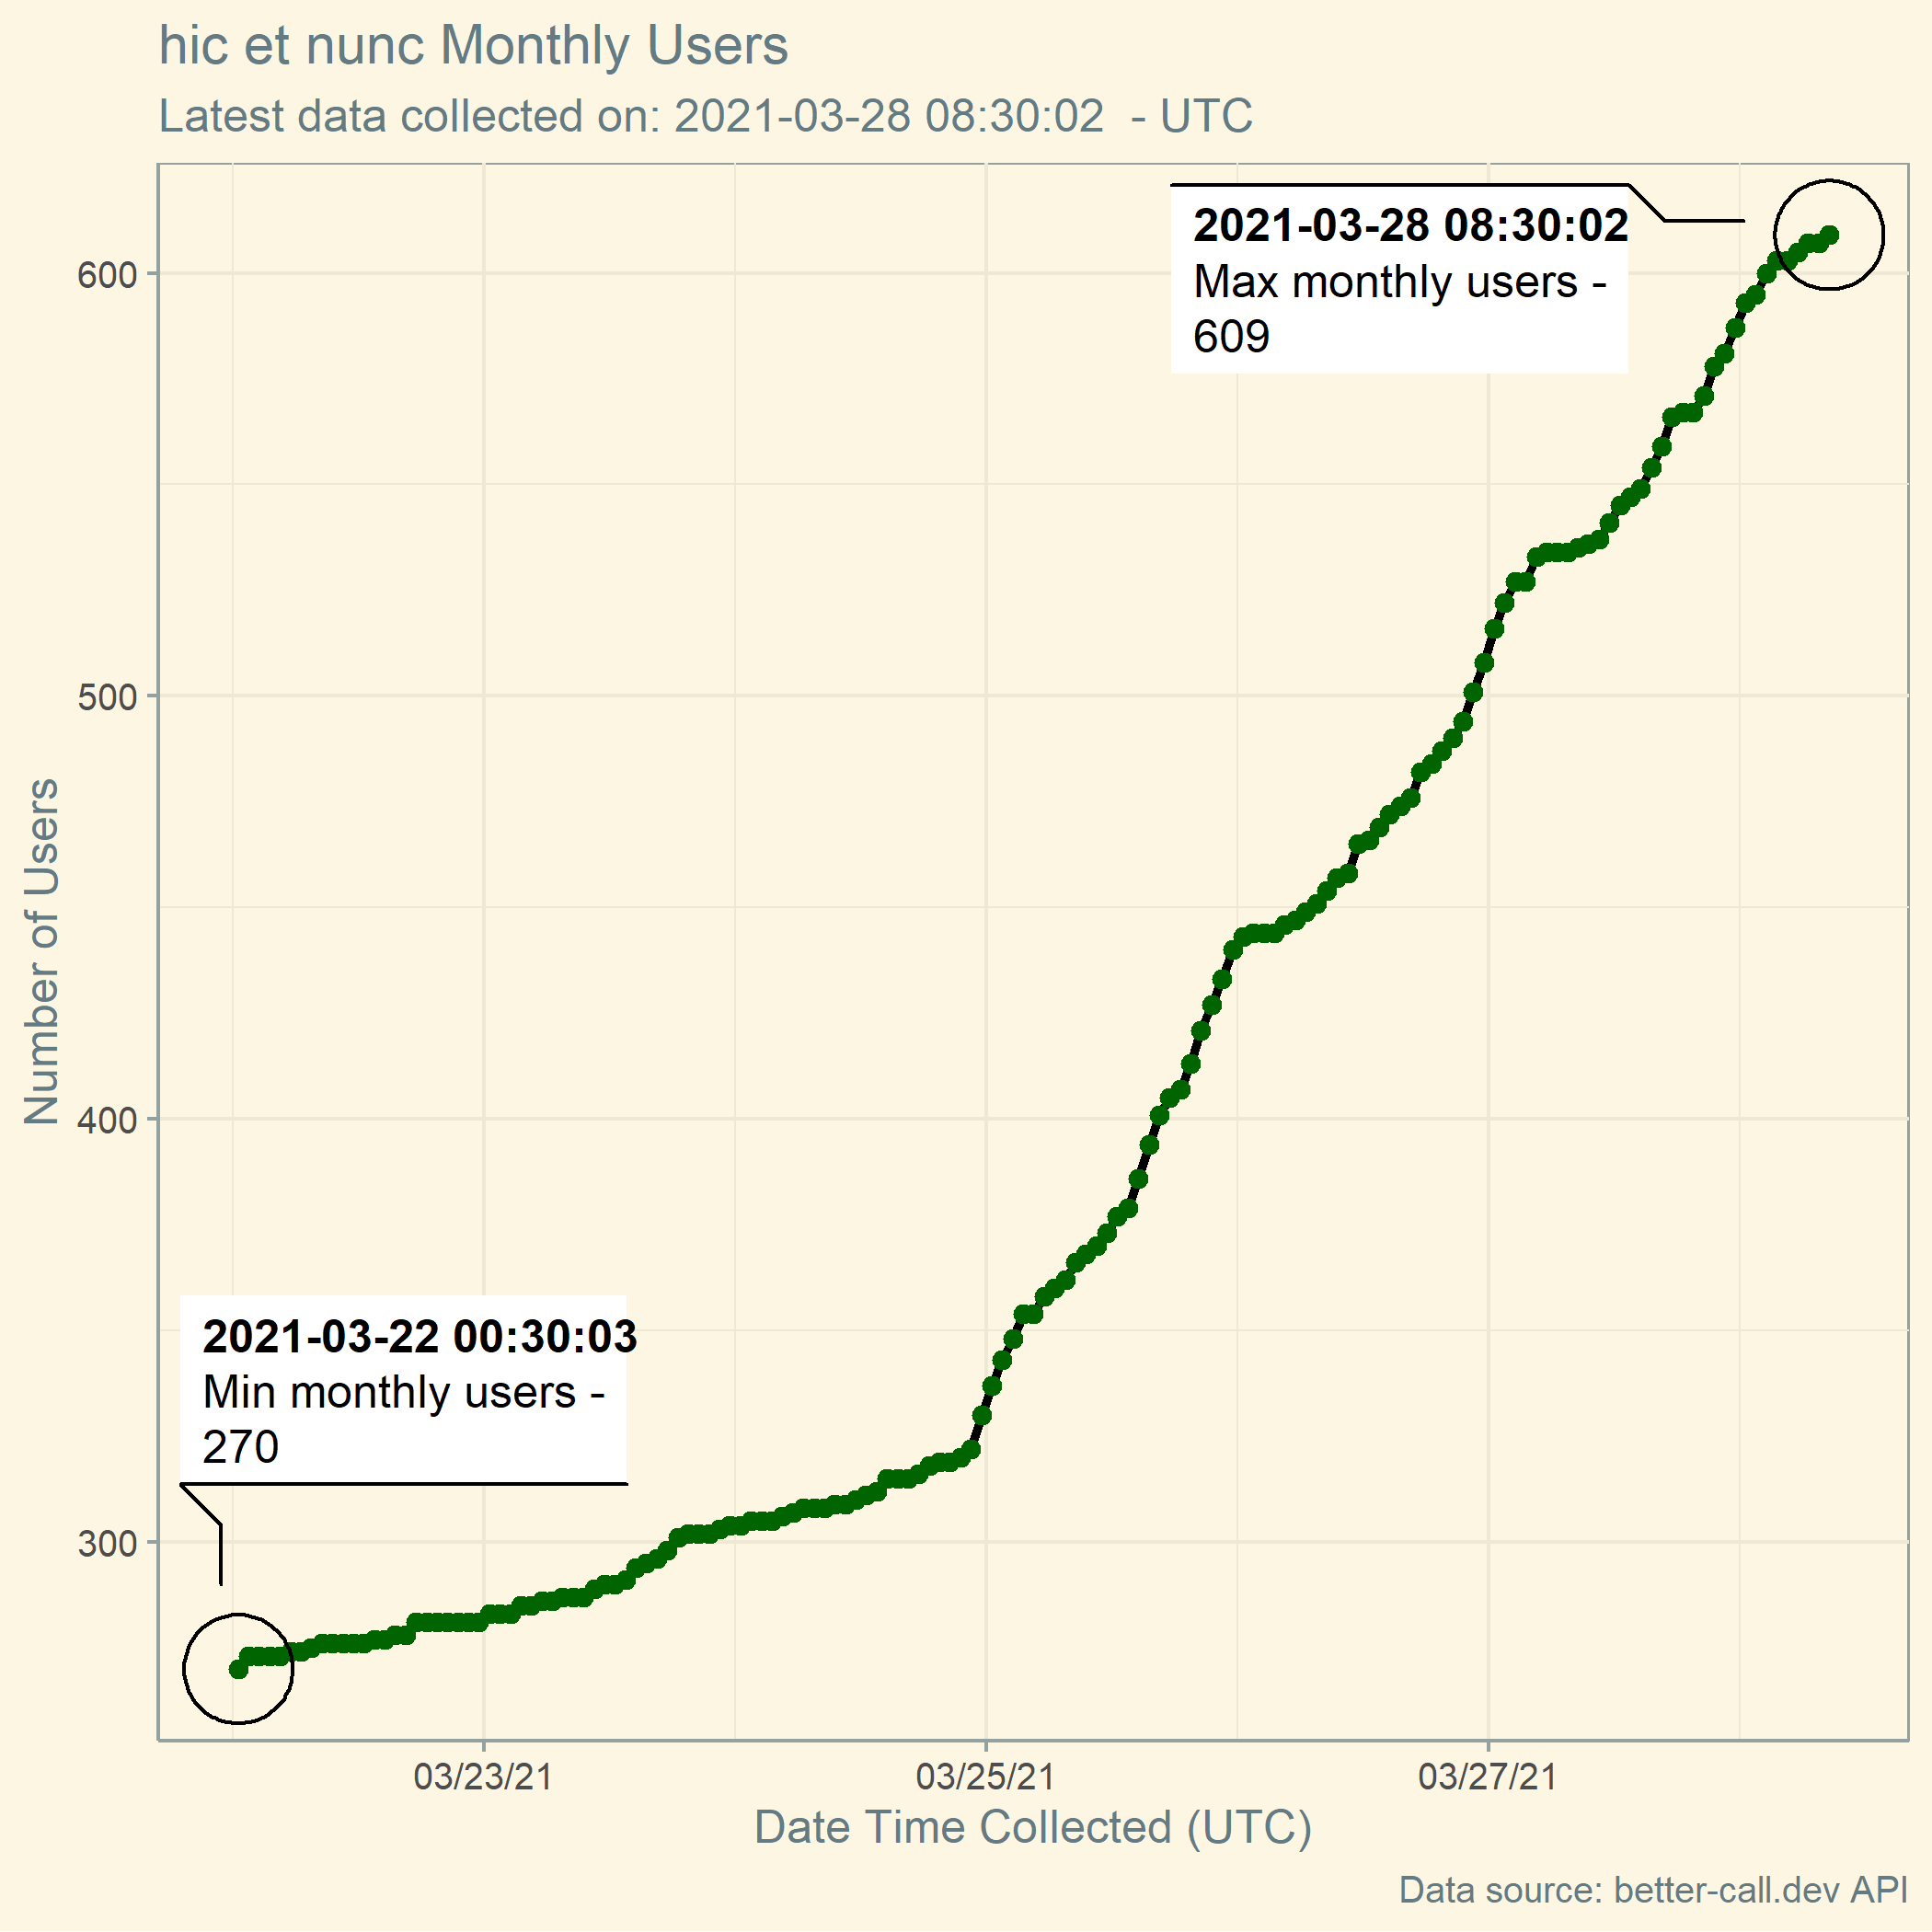 hic et nunc Monthly Users
Latest data collected on: 2021-03-28 08:30:02  - UTC
2021-03-28 08:30:02
Max monthly users -
609
600
500
400
300
Number of Users
2021-03-22 00:30:03
Min monthly users -
270
03/23/21
03/25/21
03/27/21
Date Time Collected (UTC)
Data source: better-call.dev API